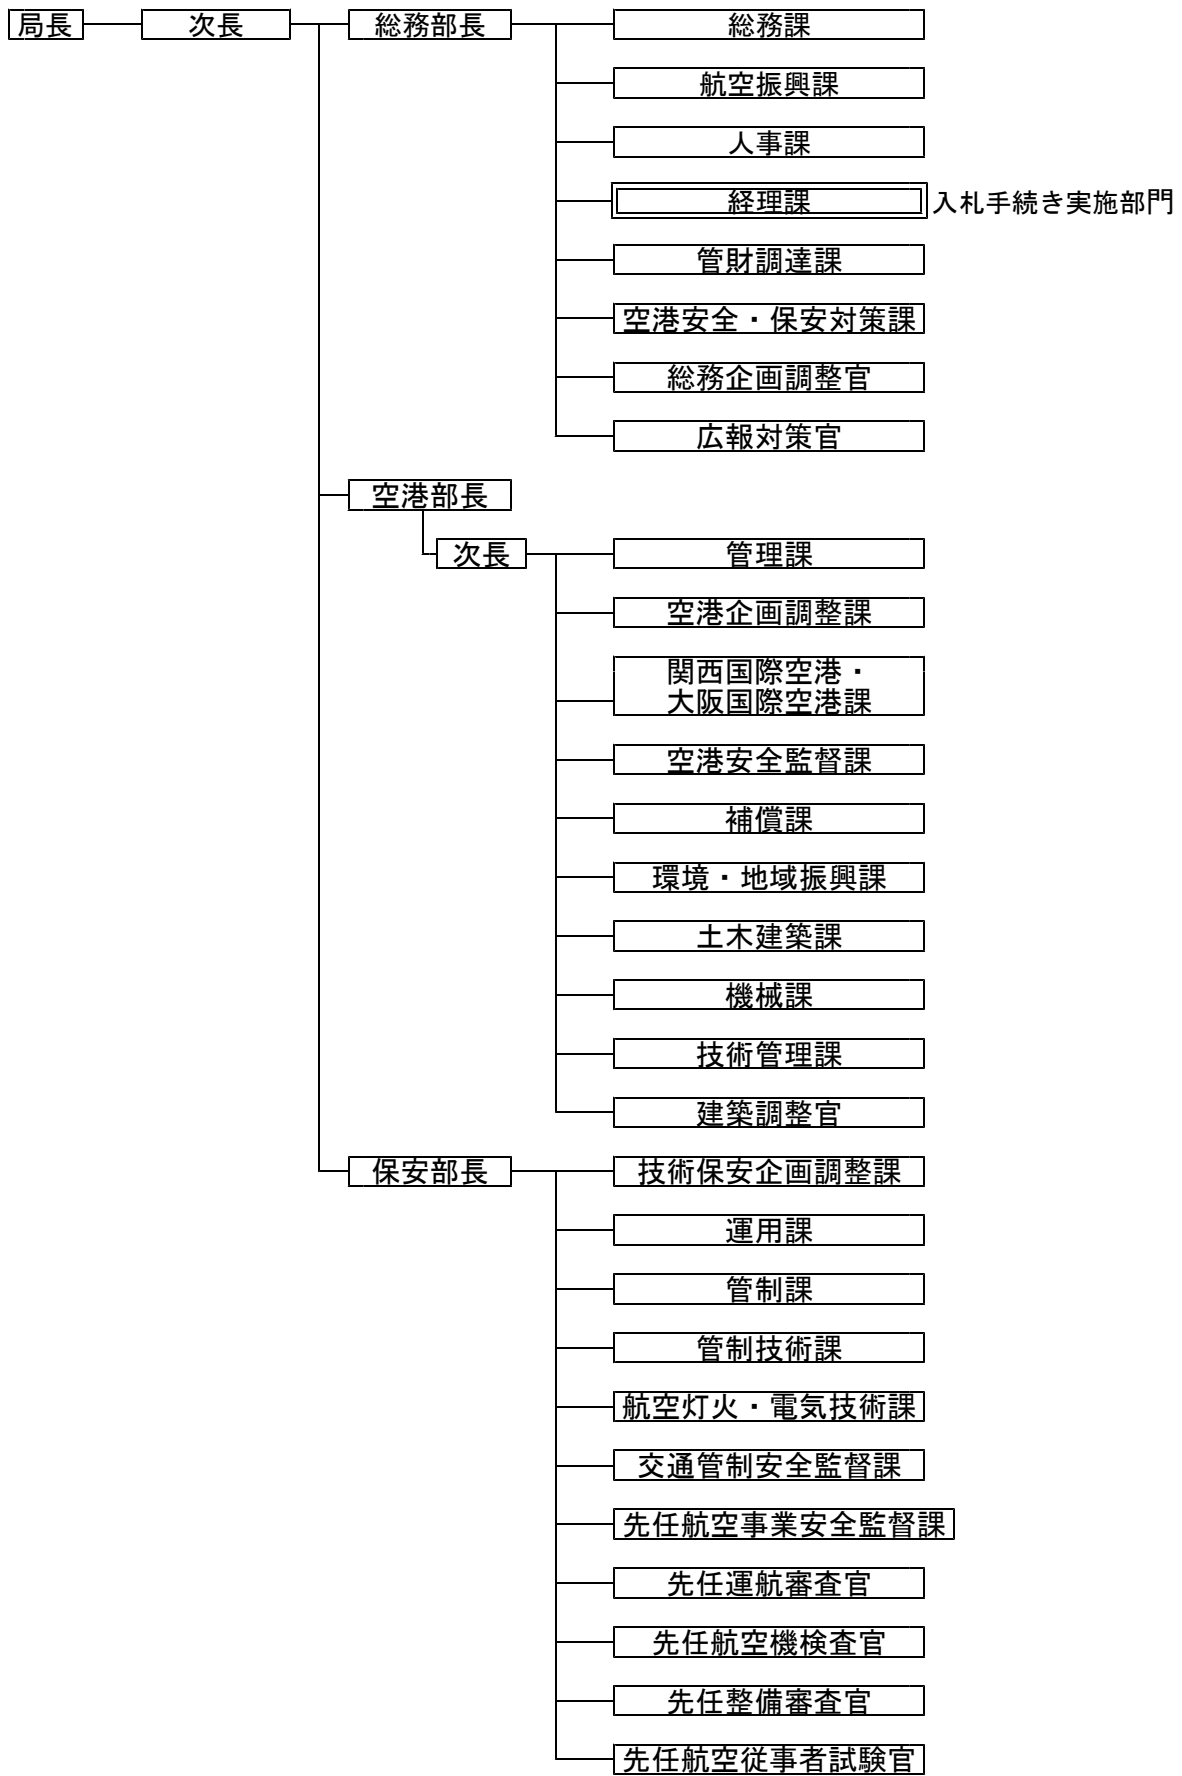 局長 次長 総務部長 総務課
航空振興課
人事課
経理課 入札手続き実施部門
管財調達課
空港安全・保安対策課
総務企画調整官
広報対策官
空港部長
次長 管理課
空港企画調整課
関西国際空港・
大阪国際空港課
空港安全監督課
補償課
環境・地域振興課
土木建築課
機械課
技術管理課
建築調整官
保安部長 技術保安企画調整課
運用課
管制課
管制技術課
航空灯火・電気技術課
交通管制安全監督課
先任航空事業安全監督課
先任運航審査官
先任航空機検査官
先任整備審査官
先任航空従事者試験官